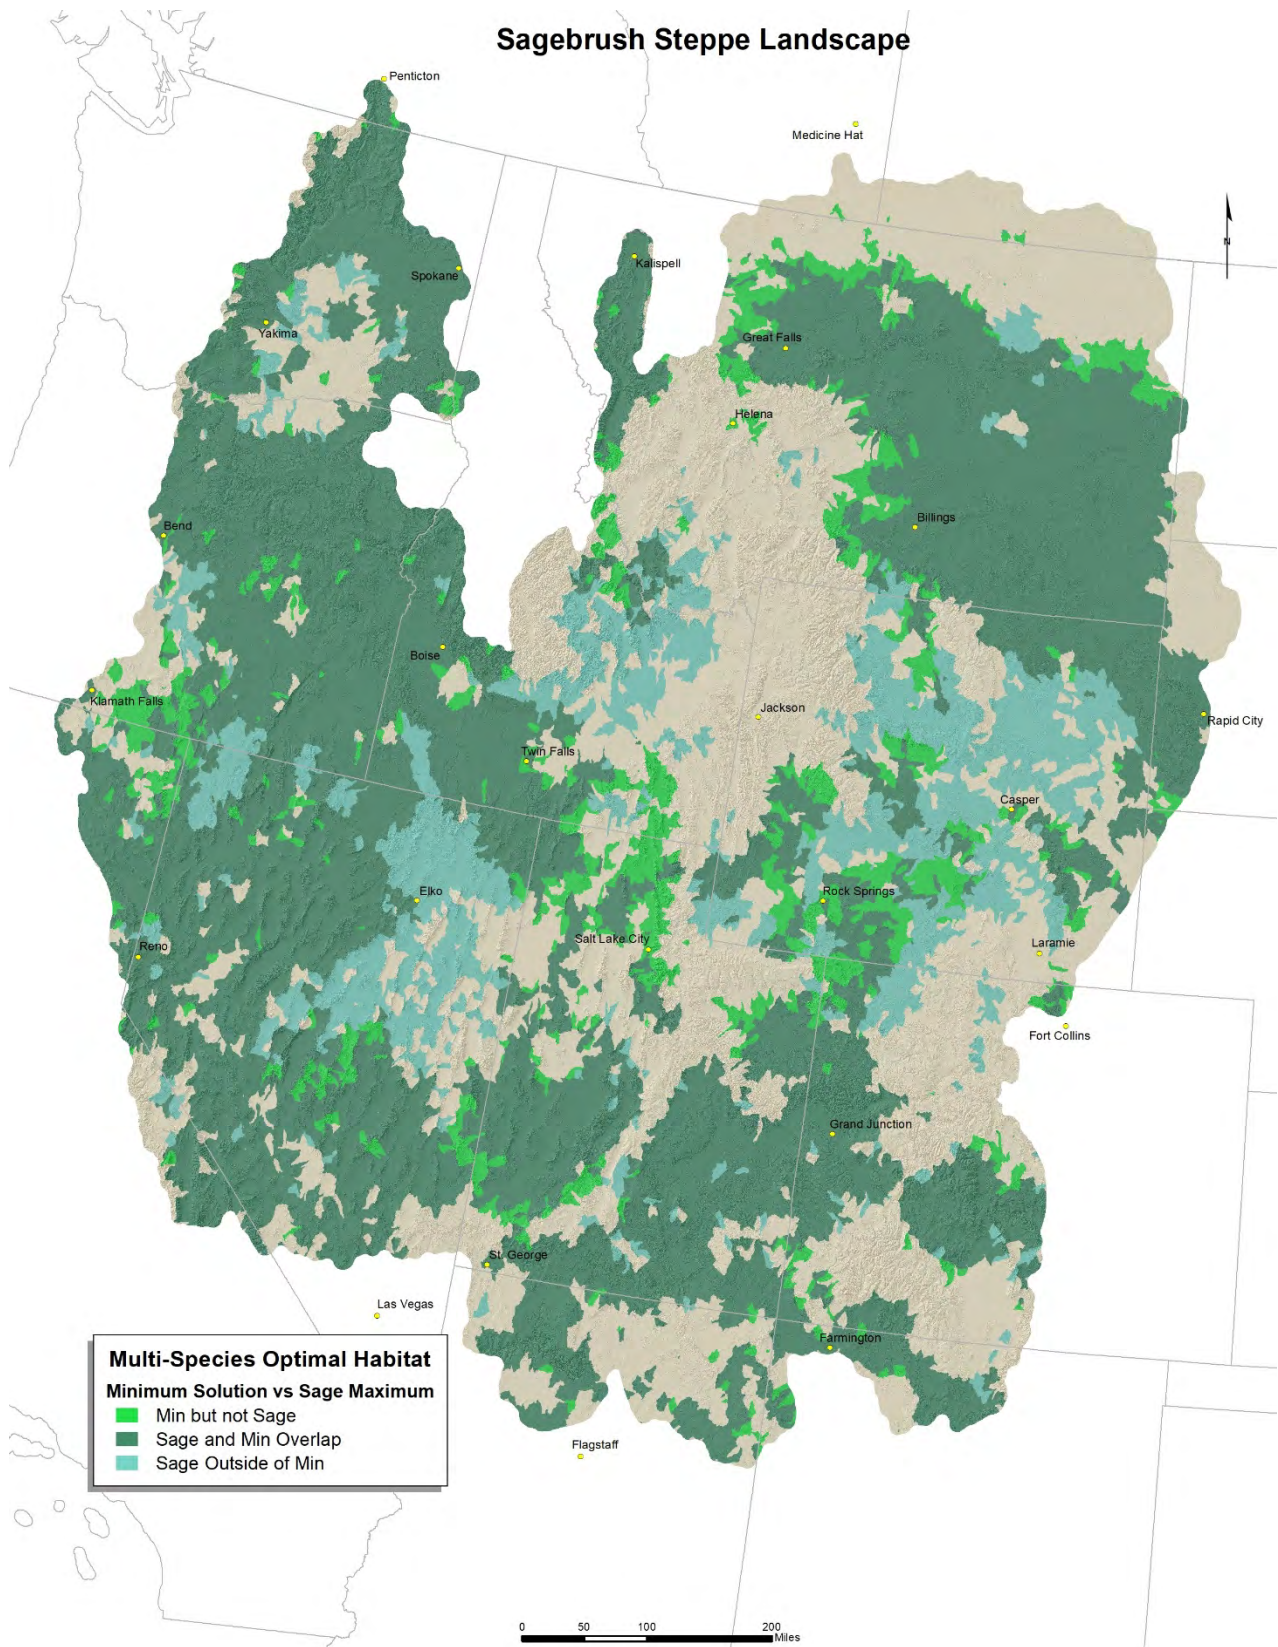 Sagebrush Steppe Landscape
Penticton
Medicine Hat
N
Kalispell
Spokane
Yakima
Great Falls
Helena
Billings
Bend
Boise
Klamath Falls
Jackson
Rapid City
Twin Falls
Casper
Elko
Rock Springs
Salt Lake City
Reno
Laramie
Fort Collins
Grand Junction
St. George
Las Vegas
Farmington
Multi-Species Optimal Habitat
Minimum Solution vs Sage Maximum
Min but not Sage
Sage and Min Overlap
Sage Outside of Min
Flagstaff
0 50 100 200
Miles